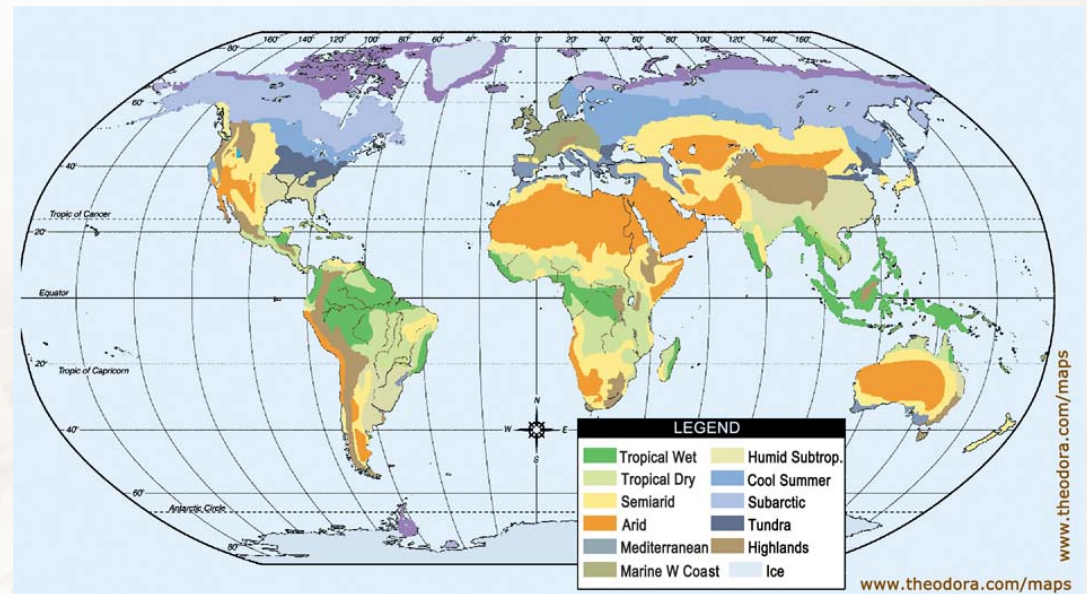 160° 140° 120° 100° 80° 60° 40° 20° 0° 20° 40° 60° 80° 100° 120° 140° 160°
80°
60°
40°
Tropic of Cancer
20°
Equator
0°
20°
Tropic of Capricorn
40°
60°
Antarctic Circle
80°
N
W E
S
LEGEND
Tropical Wet
Tropical Dry
Semiarid
Arid
Mediterranean
Marine W Coast
Humid Subtrop.
Cool Summer
Subarctic
Tundra
Highlands
Ice
www.theodora.com/maps
www.theodora.com/maps